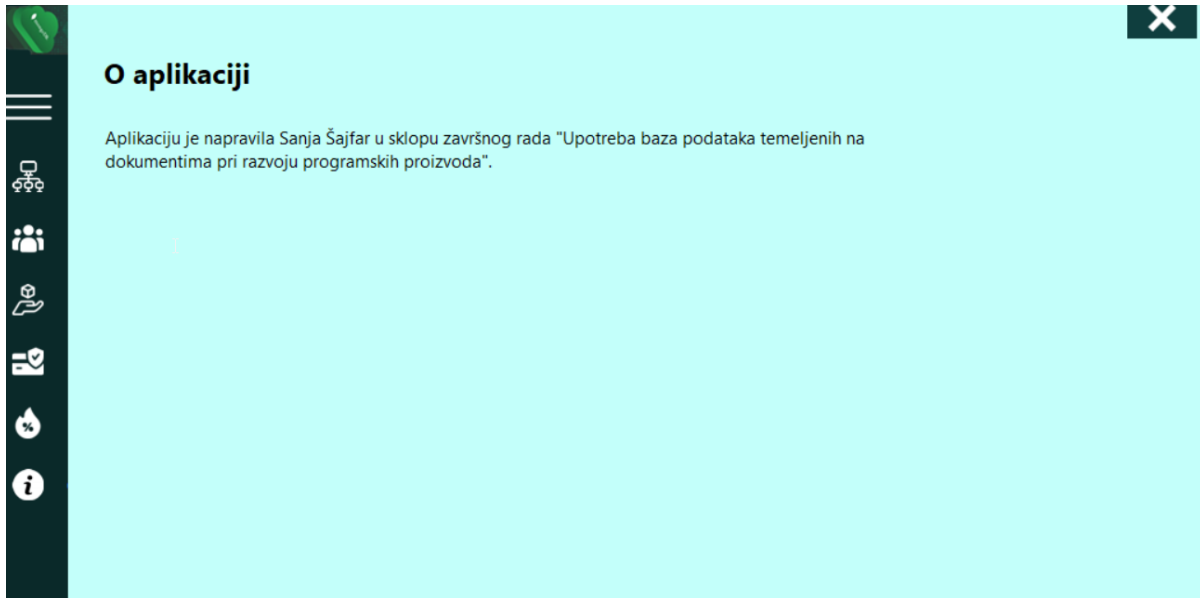 O aplikaciji
Aplikaciju je napravila Sanja Šajfar u sklopu završnog rada "Upotreba baza podataka temeljenih na
dokumentima pri razvoju programskih proizvoda".